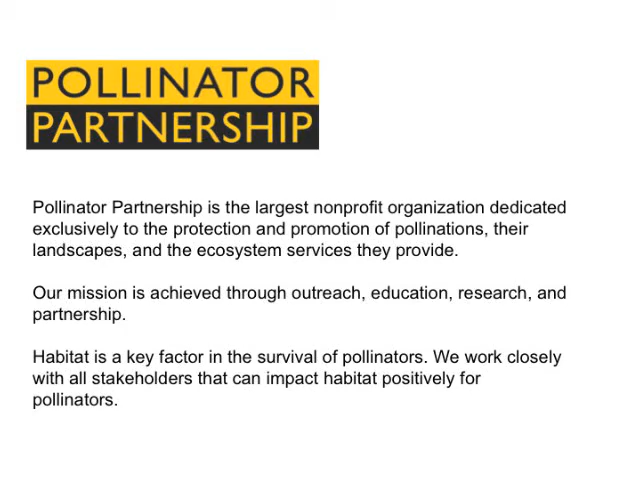 POLLINATOR
PARTNERSHIP
Pollinator Partnership is the largest nonprofit organization dedicated
exclusively to the protection and promotion of pollinations, their
landscapes, and the ecosystem services they provide.
Our mission is achieved through outreach, education, research, and
partnership.
Habitat is a key factor in the survival of pollinators. We work closely
with all stakeholders that can impact habitat positively for
pollinators.